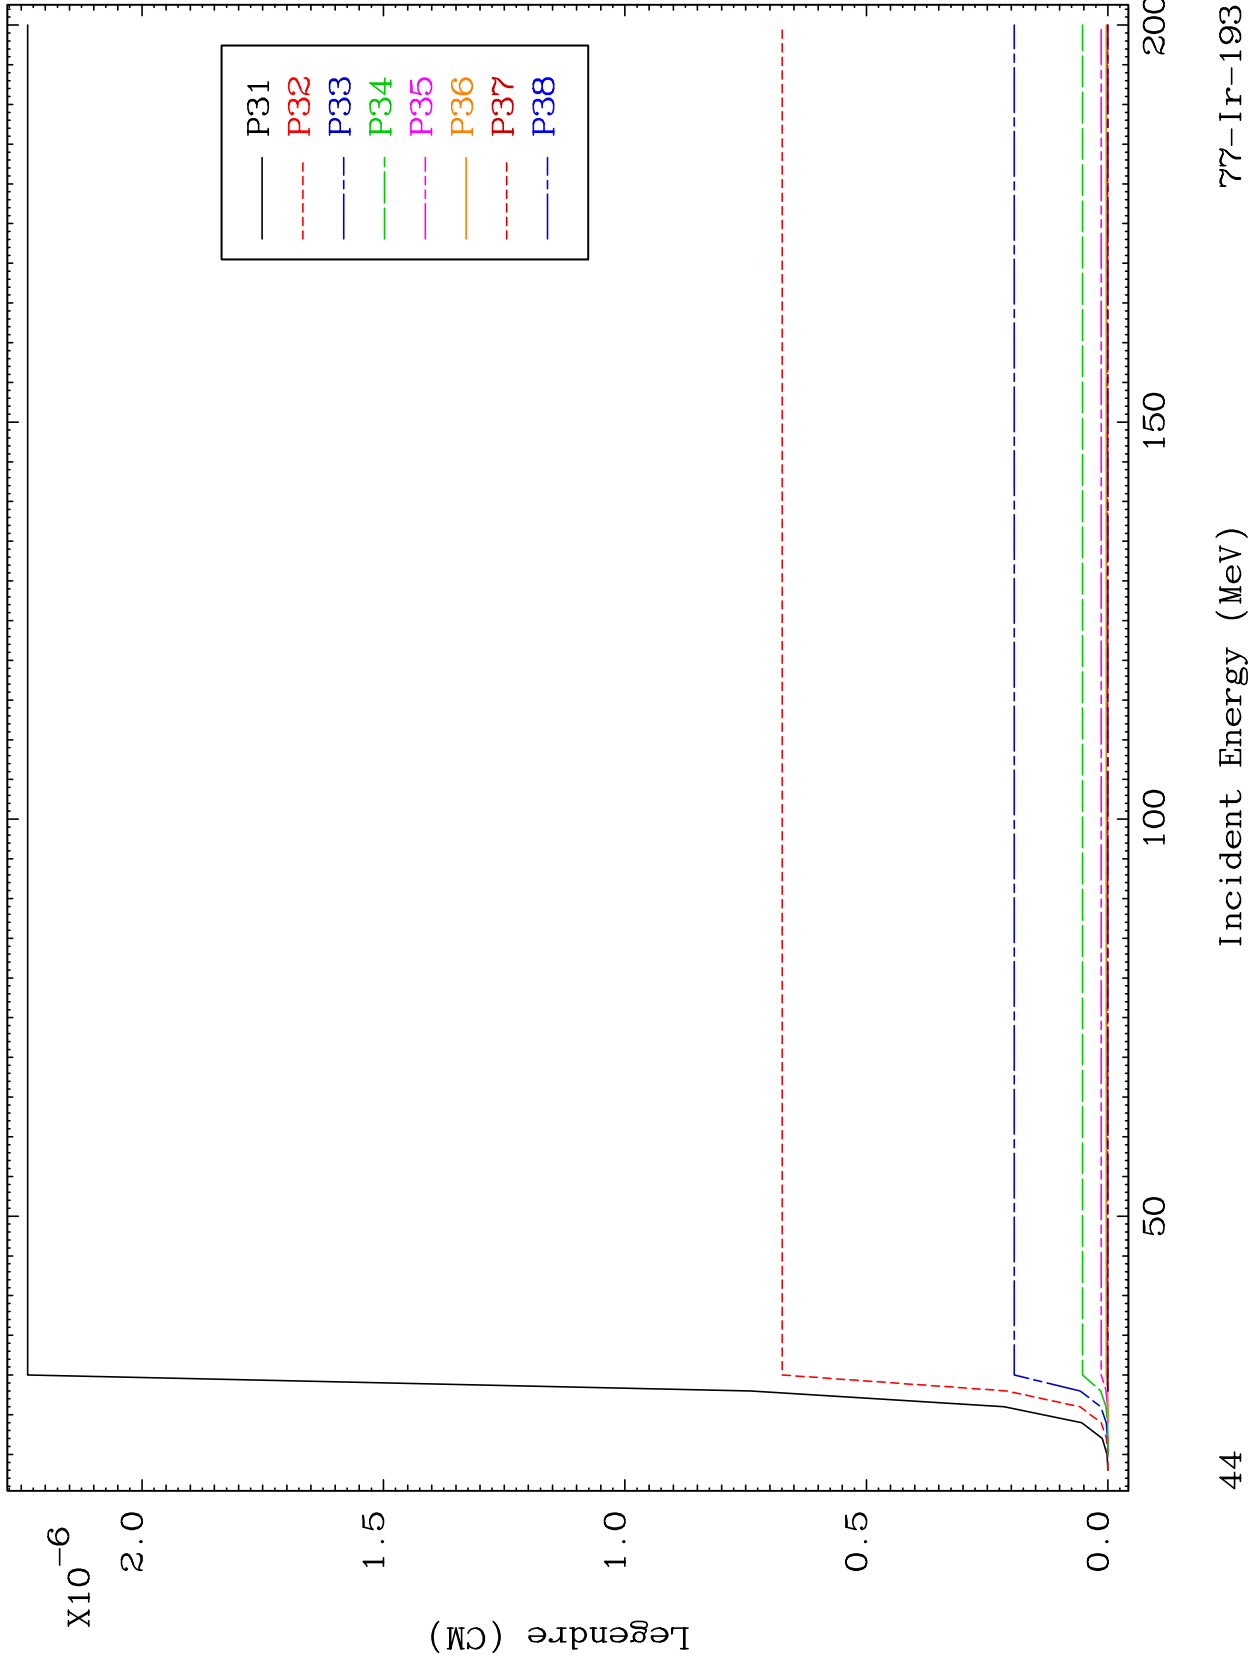 P31
P32
P33
P34
P35
P36
P37
P38
X10-6
2.0
1.5
1.0
0.5
0.0
Legendre (CM)
50
100
150
200
Incident Energy (MeV)
44
77-Ir-193